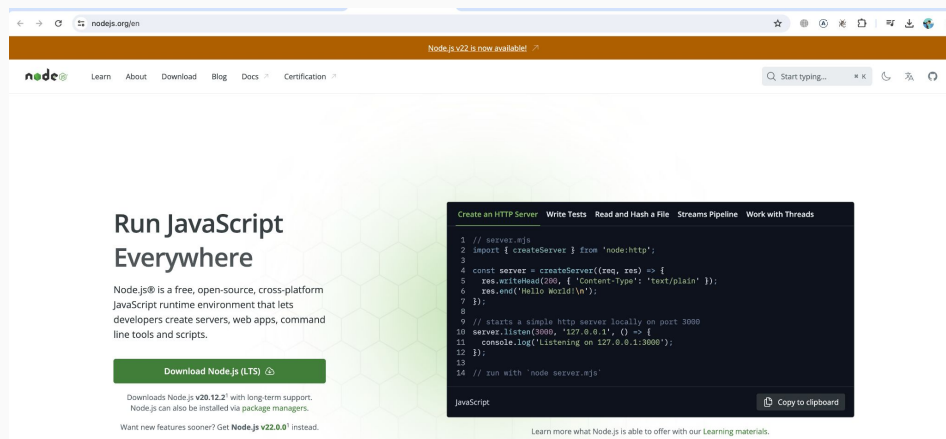 nodejs.org/en
Node.js v22 is now available! ↗
node
Learn About Download Blog Docs ↗ Certification ↗
Start typing... ⌘ K
Run JavaScript
Everywhere
Node.js® is a free, open-source, cross-platform
JavaScript runtime environment that lets
developers create servers, web apps, command
line tools and scripts.
Download Node.js (LTS)
Downloads Node.js v20.12.2¹ with long-term support.
Node.js can also be installed via package managers.
Want new features sooner? Get Node.js v22.0.0¹ instead.
Create an HTTP Server Write Tests Read and Hash a File Streams Pipeline Work with Threads
1 // server.mjs
2 import { createServer } from 'node:http';
3
4 const server = createServer((req, res) => {
5   res.writeHead(200, { 'Content-Type': 'text/plain' });
6   res.end('Hello World!\n');
7 });
8
9 // starts a simple http server locally on port 3000
10 server.listen(3000, '127.0.0.1', () => {
11   console.log('Listening on 127.0.0.1:3000');
12 });
13
14 // run with `node server.mjs`
JavaScript Copy to clipboard
Learn more what Node.js is able to offer with our Learning materials.